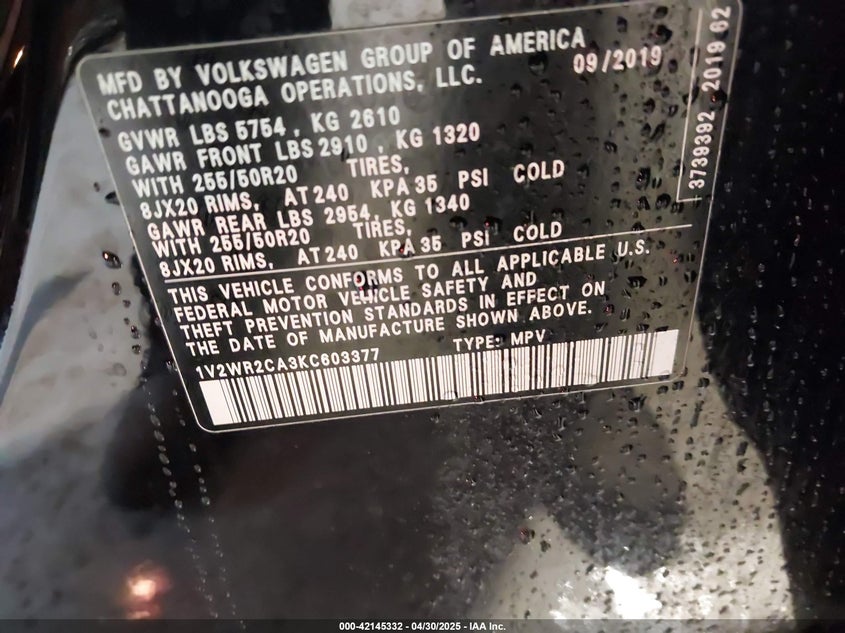 MFD BY VOLKSWAGEN GROUP OF AMERICA
09/2019
CHATTANOOGA OPERATIONS, LLC.
GVWR LBS 5754 , KG 2610
GAWR FRONT LBS 2910 , KG 1320
WITH 255/50R20 TIRES,
8JX20 RIMS, AT 240 KPA 35 PSI COLD
GAWR REAR LBS 2954, KG 1340
WITH 255/50R20 TIRES,
8JX20 RIMS, AT 240 KPA 35 PSI COLD
THIS VEHICLE CONFORMS TO ALL APPLICABLE U.S.
FEDERAL MOTOR VEHICLE SAFETY AND
THEFT PREVENTION STANDARDS IN EFFECT ON
THE DATE OF MANUFACTURE SHOWN ABOVE.
1V2WR2CA3KC603377 TYPE: MPV
3739392 2019 62
000-42145332 - 04/30/2025 - IAA Inc.